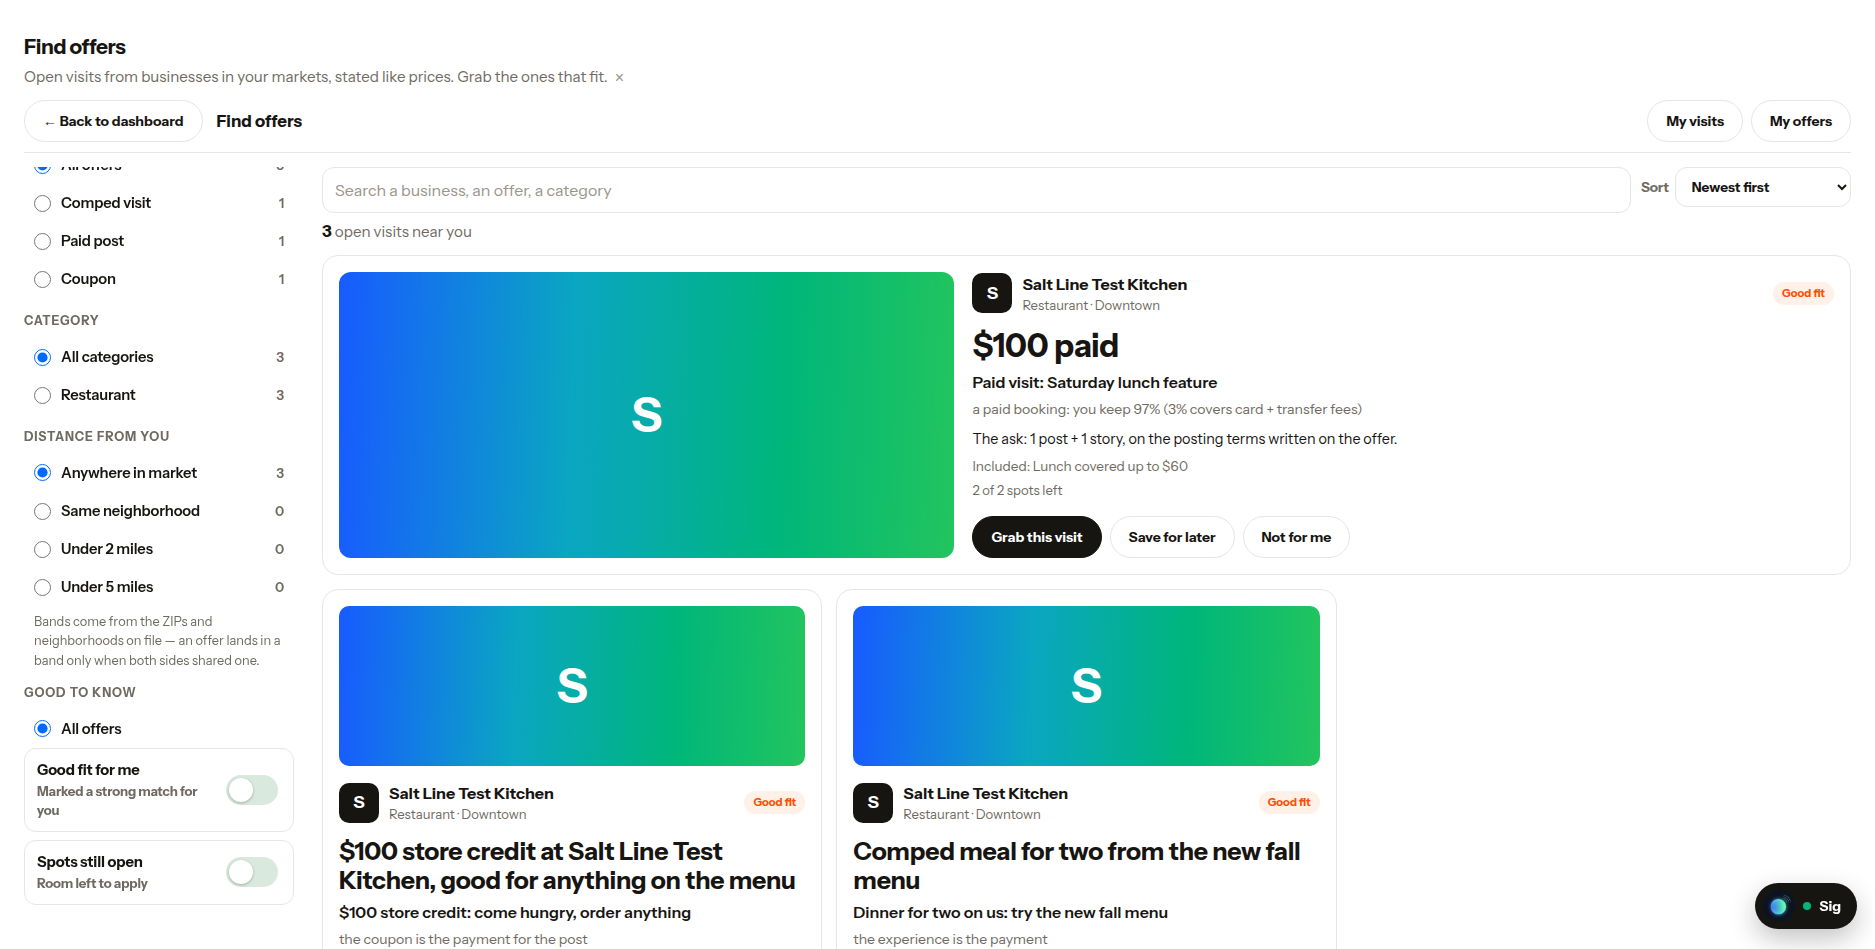 Find offers
Open visits from businesses in your markets, stated like prices. Grab the ones that fit. ×
← Back to dashboard
Find offers
My visits
My offers
All offers 3
Comped visit 1
Paid post 1
Coupon 1
CATEGORY
All categories 3
Restaurant 3
DISTANCE FROM YOU
Anywhere in market 3
Same neighborhood 0
Under 2 miles 0
Under 5 miles 0
Bands come from the ZIPs and
neighborhoods on file — an offer lands in a
band only when both sides shared one.
GOOD TO KNOW
All offers
Good fit for me
Marked a strong match for
you
Spots still open
Room left to apply
Search a business, an offer, a category
Sort
Newest first
3 open visits near you
S
S
Salt Line Test Kitchen
Restaurant · Downtown
Good fit
$100 paid
Paid visit: Saturday lunch feature
a paid booking: you keep 97% (3% covers card + transfer fees)
The ask: 1 post + 1 story, on the posting terms written on the offer.
Included: Lunch covered up to $60
2 of 2 spots left
Grab this visit
Save for later
Not for me
S
S
Salt Line Test Kitchen
Restaurant · Downtown
Good fit
$100 store credit at Salt Line Test
Kitchen, good for anything on the menu
$100 store credit: come hungry, order anything
the coupon is the payment for the post
S
S
Salt Line Test Kitchen
Restaurant · Downtown
Good fit
Comped meal for two from the new fall
menu
Dinner for two on us: try the new fall menu
the experience is the payment
Sig